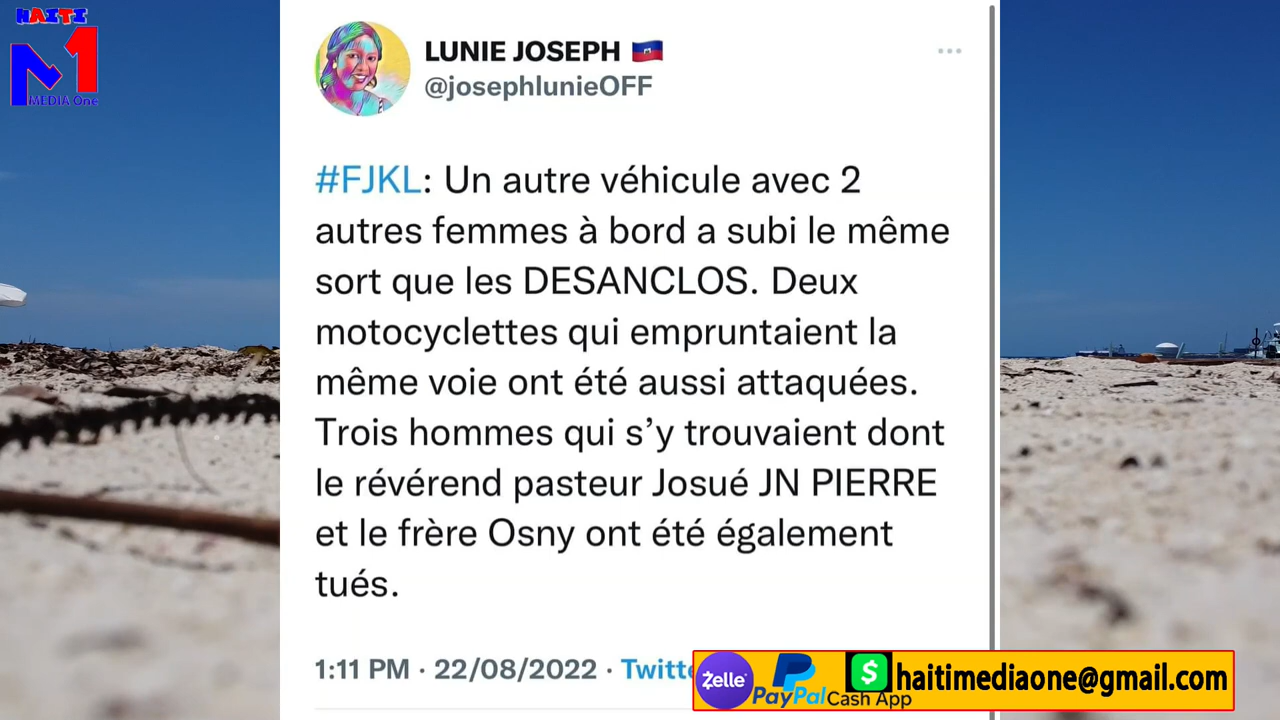 HAITI
M1
MEDIA One
LUNIE JOSEPH 🇭🇹
@josephlunieOFF
#FJKL: Un autre véhicule avec 2
autres femmes à bord a subi le même
sort que les DESANCLOS. Deux
motocyclettes qui empruntaient la
même voie ont été aussi attaquées.
Trois hommes qui s’y trouvaient dont
le révérend pasteur Josué JN PIERRE
et le frère Osny ont été également
tués.
1:11 PM · 22/08/2022 · Twitte
Zelle
PayPal
$
Cash App
haitimediaone@gmail.com